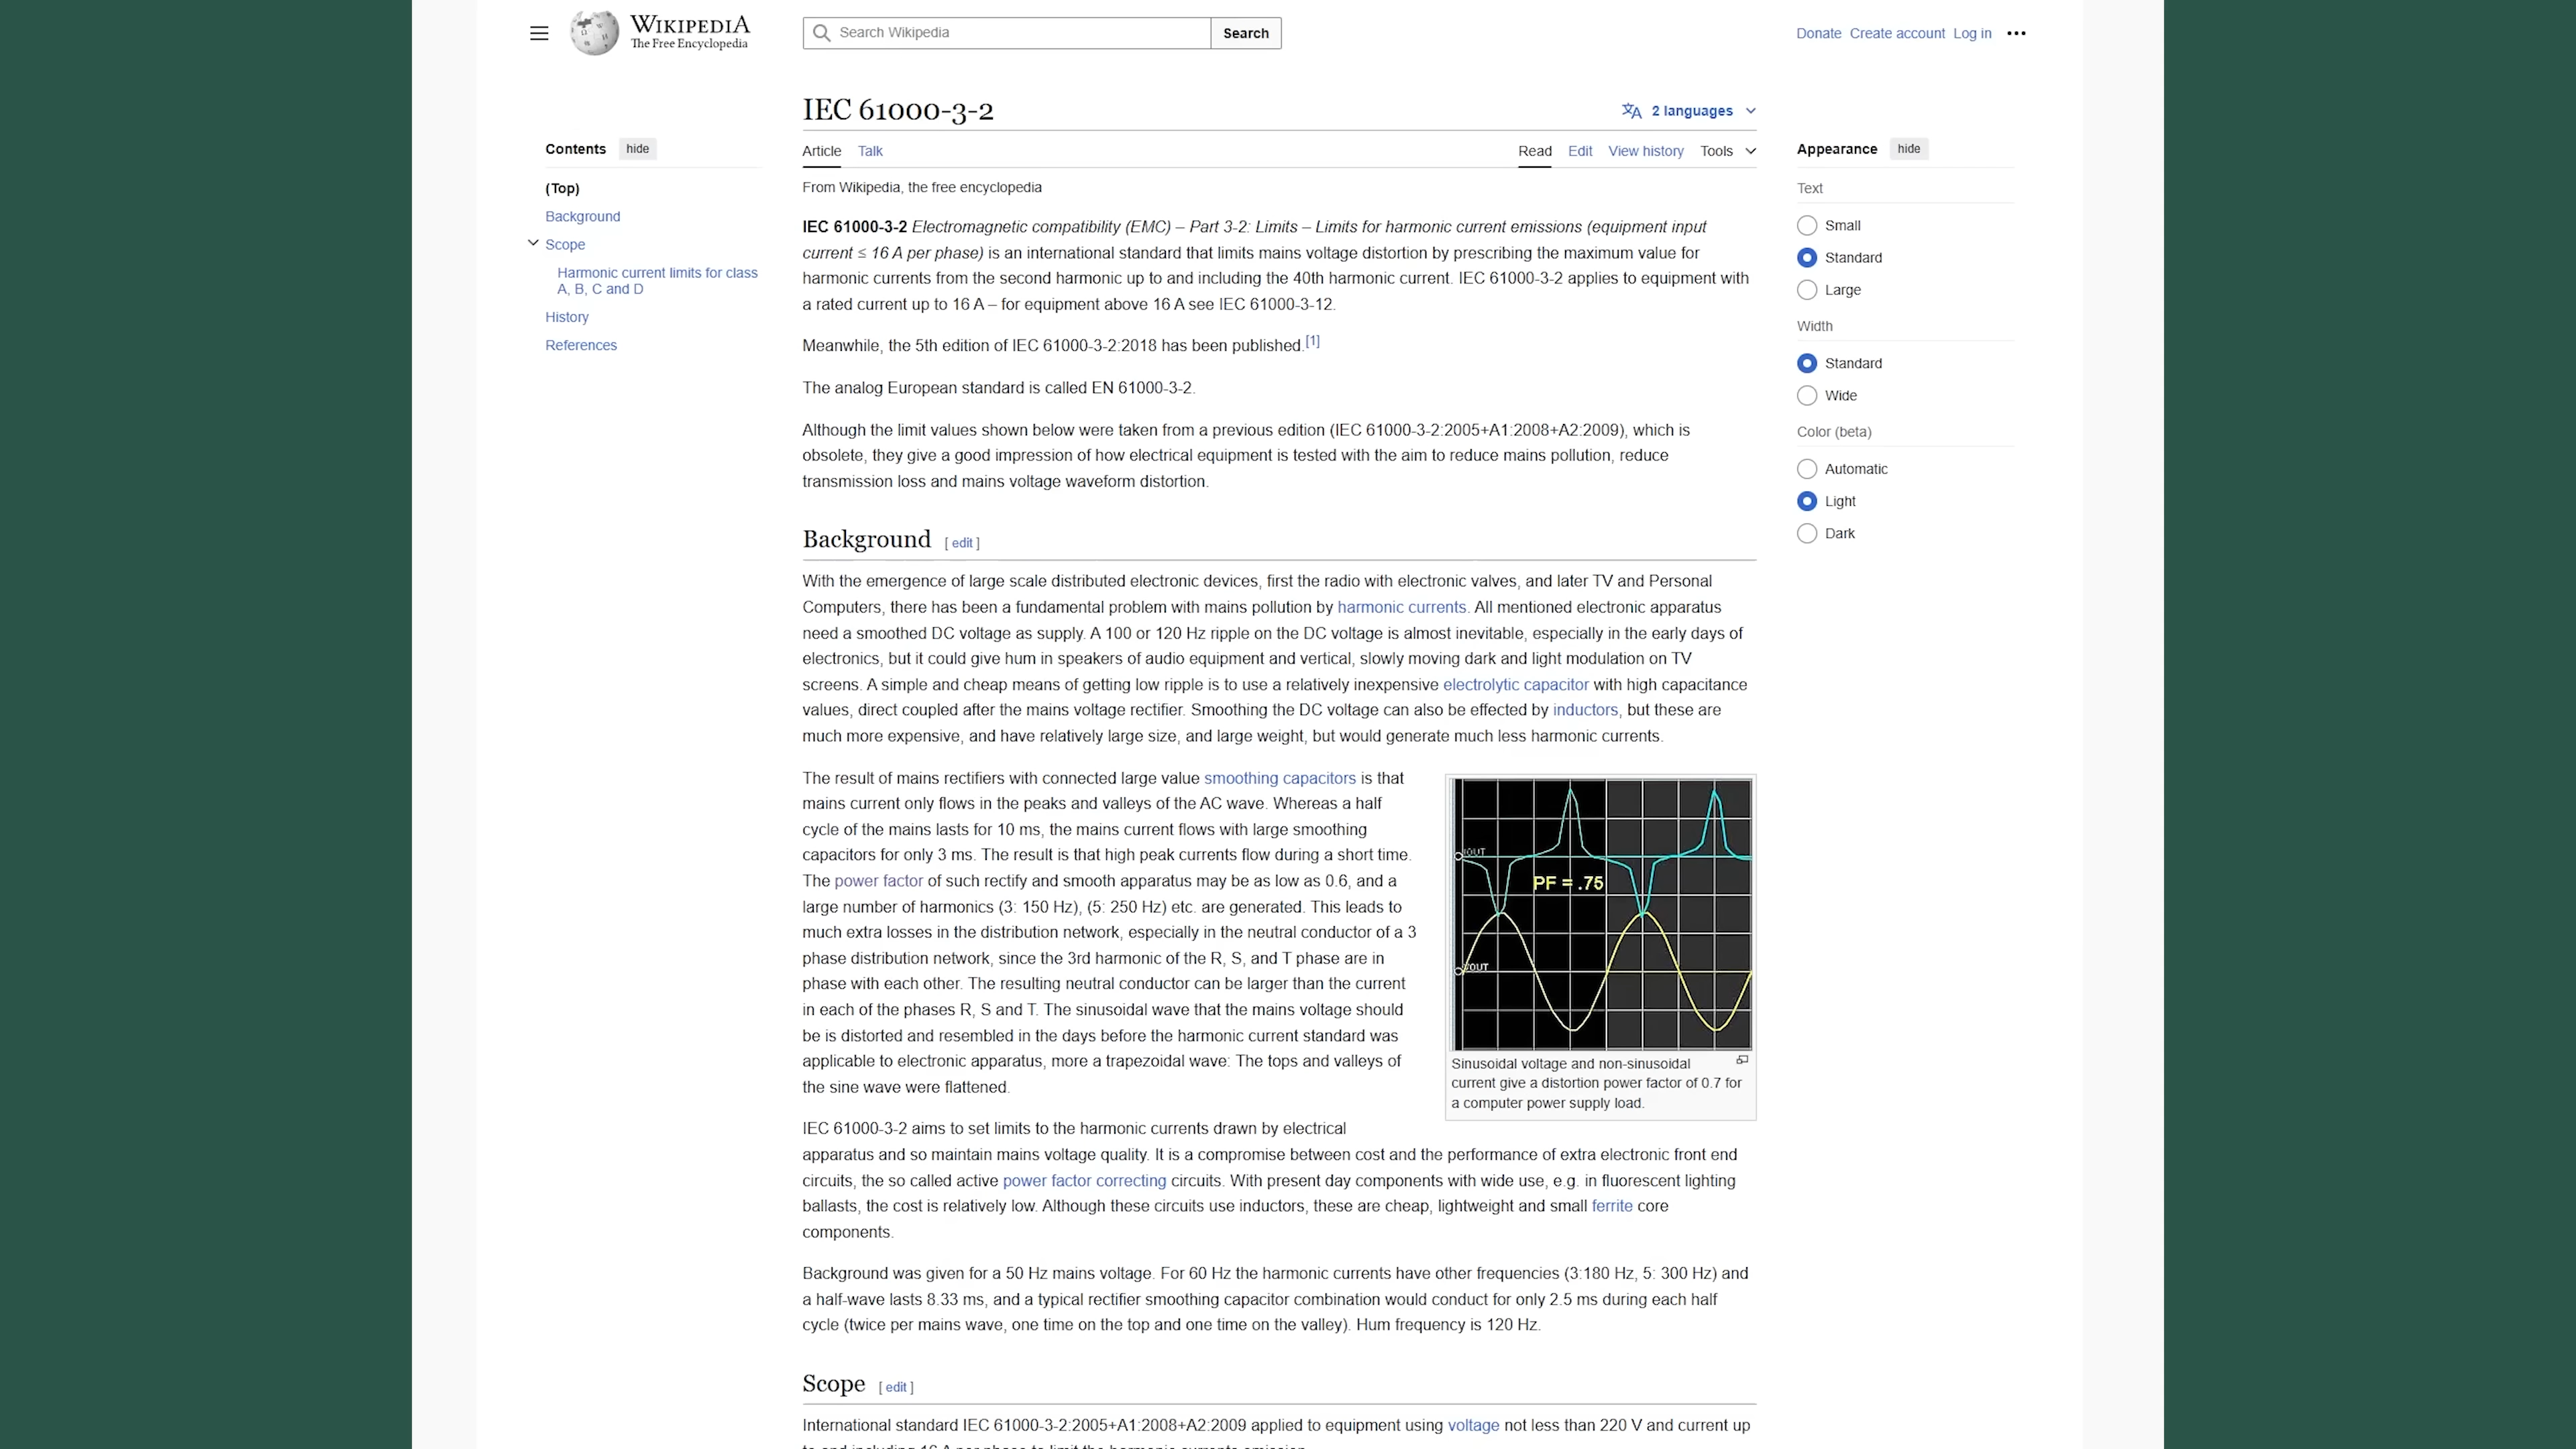 WIKIPEDIA
The Free Encyclopedia
Search Wikipedia
Search
Donate Create account Log in
Contents hide
(Top)
Background
Scope
Harmonic current limits for class
A, B, C and D
History
References
IEC 61000-3-2
2 languages
Article Talk
Read Edit View history Tools
From Wikipedia, the free encyclopedia
IEC 61000-3-2 Electromagnetic compatibility (EMC) – Part 3-2: Limits – Limits for harmonic current emissions (equipment input
current ≤ 16 A per phase) is an international standard that limits mains voltage distortion by prescribing the maximum value for
harmonic currents from the second harmonic up to and including the 40th harmonic current. IEC 61000-3-2 applies to equipment with
a rated current up to 16 A – for equipment above 16 A see IEC 61000-3-12.
Meanwhile, the 5th edition of IEC 61000-3-2:2018 has been published.[1]
The analog European standard is called EN 61000-3-2.
Although the limit values shown below were taken from a previous edition (IEC 61000-3-2:2005+A1:2008+A2:2009), which is
obsolete, they give a good impression of how electrical equipment is tested with the aim to reduce mains pollution, reduce
transmission loss and mains voltage waveform distortion.
Background [ edit ]
With the emergence of large scale distributed electronic devices, first the radio with electronic valves, and later TV and Personal
Computers, there has been a fundamental problem with mains pollution by harmonic currents. All mentioned electronic apparatus
need a smoothed DC voltage as supply. A 100 or 120 Hz ripple on the DC voltage is almost inevitable, especially in the early days of
electronics, but it could give hum in speakers of audio equipment and vertical, slowly moving dark and light modulation on TV
screens. A simple and cheap means of getting low ripple is to use a relatively inexpensive electrolytic capacitor with high capacitance
values, direct coupled after the mains voltage rectifier. Smoothing the DC voltage can also be effected by inductors, but these are
much more expensive, and have relatively large size, and large weight, but would generate much less harmonic currents.
The result of mains rectifiers with connected large value smoothing capacitors is that
mains current only flows in the peaks and valleys of the AC wave. Whereas a half
cycle of the mains lasts for 10 ms, the mains current flows with large smoothing
capacitors for only 3 ms. The result is that high peak currents flow during a short time.
The power factor of such rectify and smooth apparatus may be as low as 0.6, and a
large number of harmonics (3: 150 Hz), (5: 250 Hz) etc. are generated. This leads to
much extra losses in the distribution network, especially in the neutral conductor of a 3
phase distribution network, since the 3rd harmonic of the R, S, and T phase are in
phase with each other. The resulting neutral conductor can be larger than the current
in each of the phases R, S and T. The sinusoidal wave that the mains voltage should
be is distorted and resembled in the days before the harmonic current standard was
applicable to electronic apparatus, more a trapezoidal wave: The tops and valleys of
the sine wave were flattened.
PF = .75
Sinusoidal voltage and non-sinusoidal
current give a distortion power factor of 0.7 for
a computer power supply load.
IEC 61000-3-2 aims to set limits to the harmonic currents drawn by electrical
apparatus and so maintain mains voltage quality. It is a compromise between cost and the performance of extra electronic front end
circuits, the so called active power factor correcting circuits. With present day components with wide use, e.g. in fluorescent lighting
ballasts, the cost is relatively low. Although these circuits use inductors, these are cheap, lightweight and small ferrite core
components.
Background was given for a 50 Hz mains voltage. For 60 Hz the harmonic currents have other frequencies (3:180 Hz, 5: 300 Hz) and
a half-wave lasts 8.33 ms, and a typical rectifier smoothing capacitor combination would conduct for only 2.5 ms during each half
cycle (twice per mains wave, one time on the top and one time on the valley). Hum frequency is 120 Hz.
Scope [ edit ]
International standard IEC 61000-3-2:2005+A1:2008+A2:2009 applied to equipment using voltage not less than 220 V and current up
to and including 16 A per phase to limit the harmonic currents emission.
Appearance hide
Text
Small
Standard
Large
Width
Standard
Wide
Color (beta)
Automatic
Light
Dark